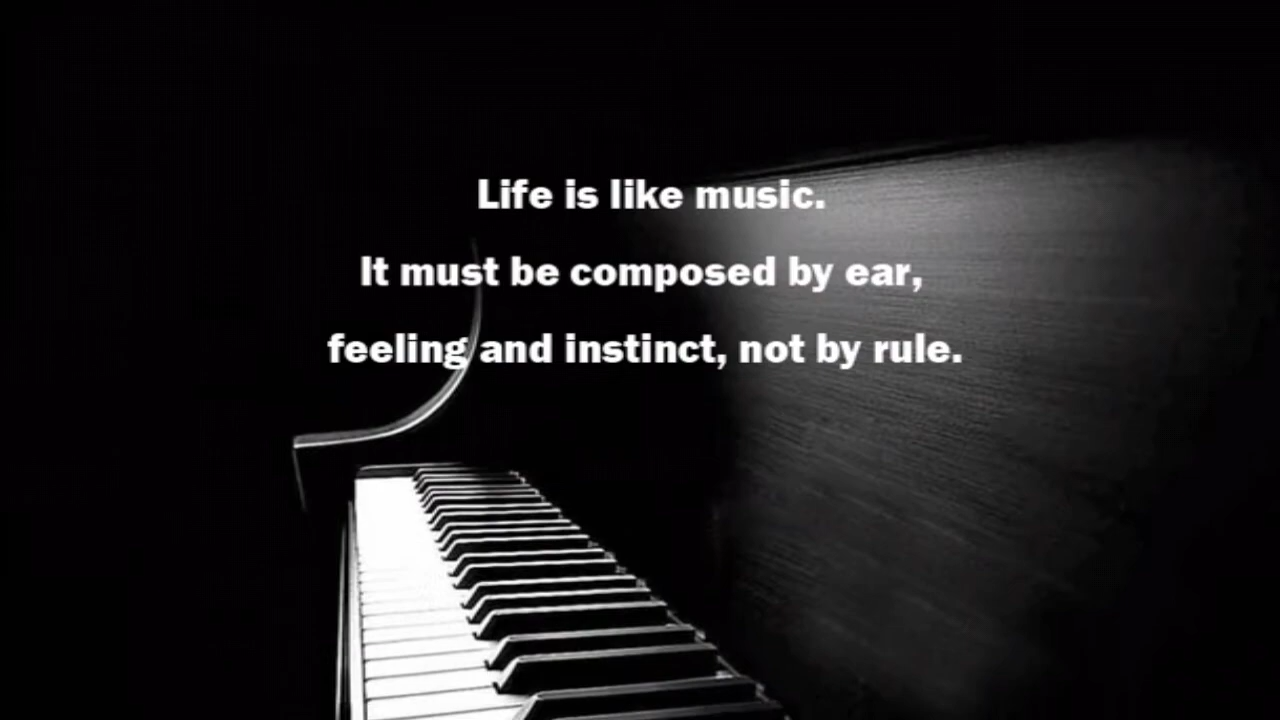 Life is like music.
It must be composed by ear,
feeling and instinct, not by rule.